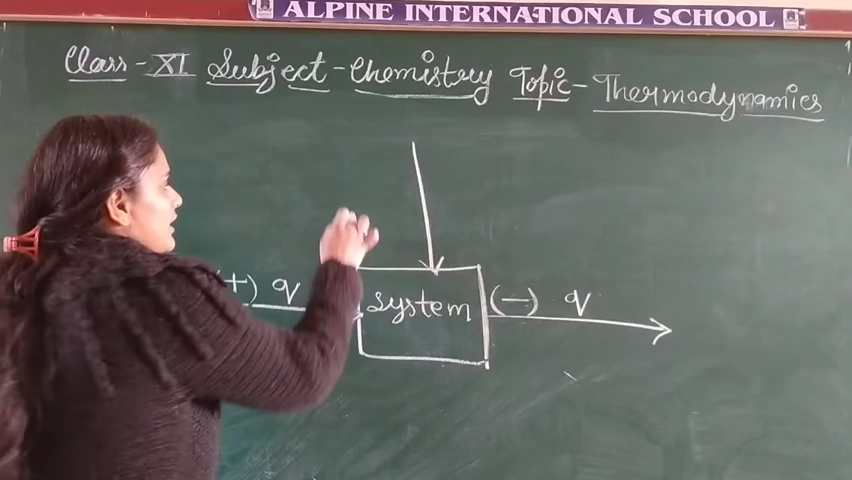 ALPINE INTERNATIONAL SCHOOL
Class - XI Subject - Chemistry Topic - Thermodynamics
(+) q
system
(-) q